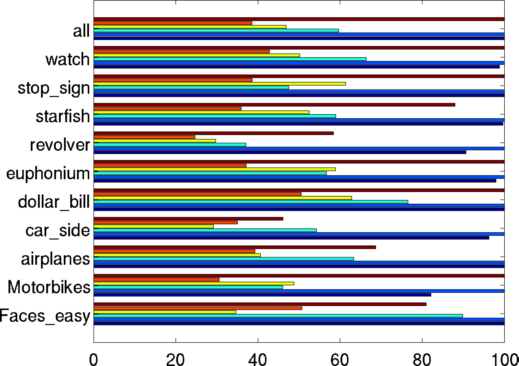 all
watch
stop_sign
starfish
revolver
euphonium
dollar_bill
car_side
airplanes
Motorbikes
Faces_easy
0 20 40 60 80 100